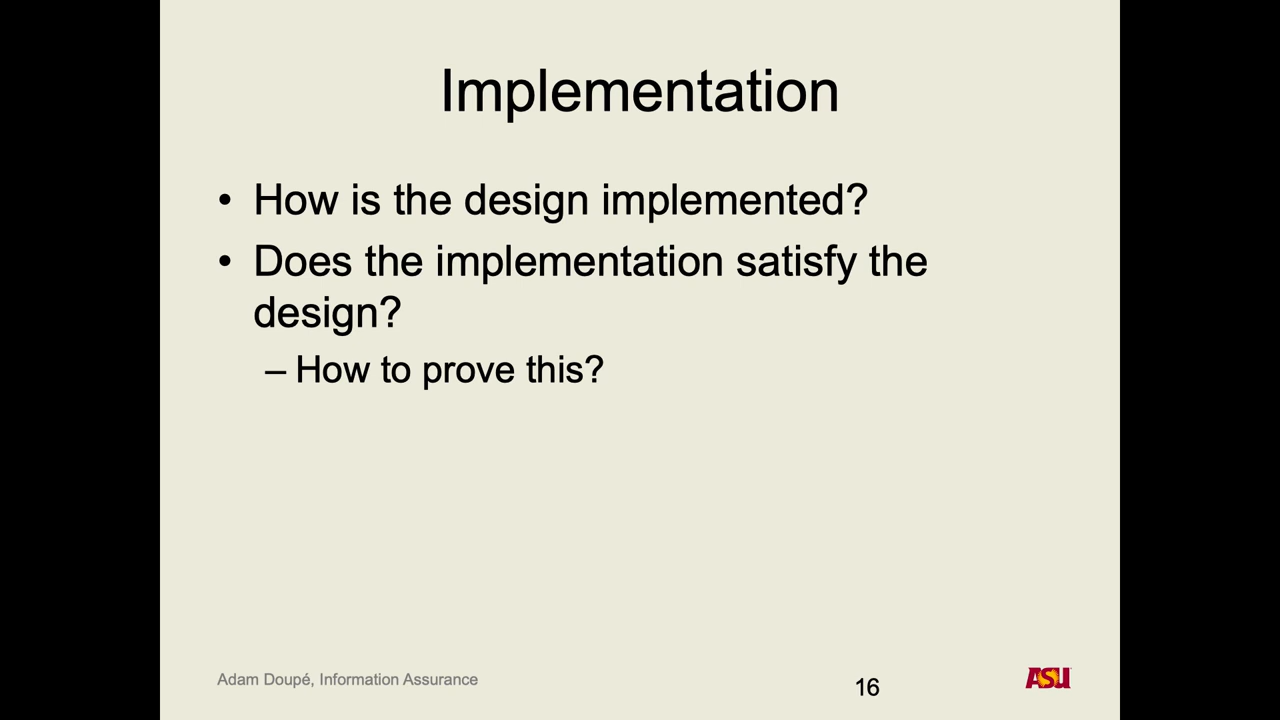 Implementation
• How is the design implemented?
• Does the implementation satisfy the
design?
– How to prove this?
Adam Doupé, Information Assurance
16
ASU